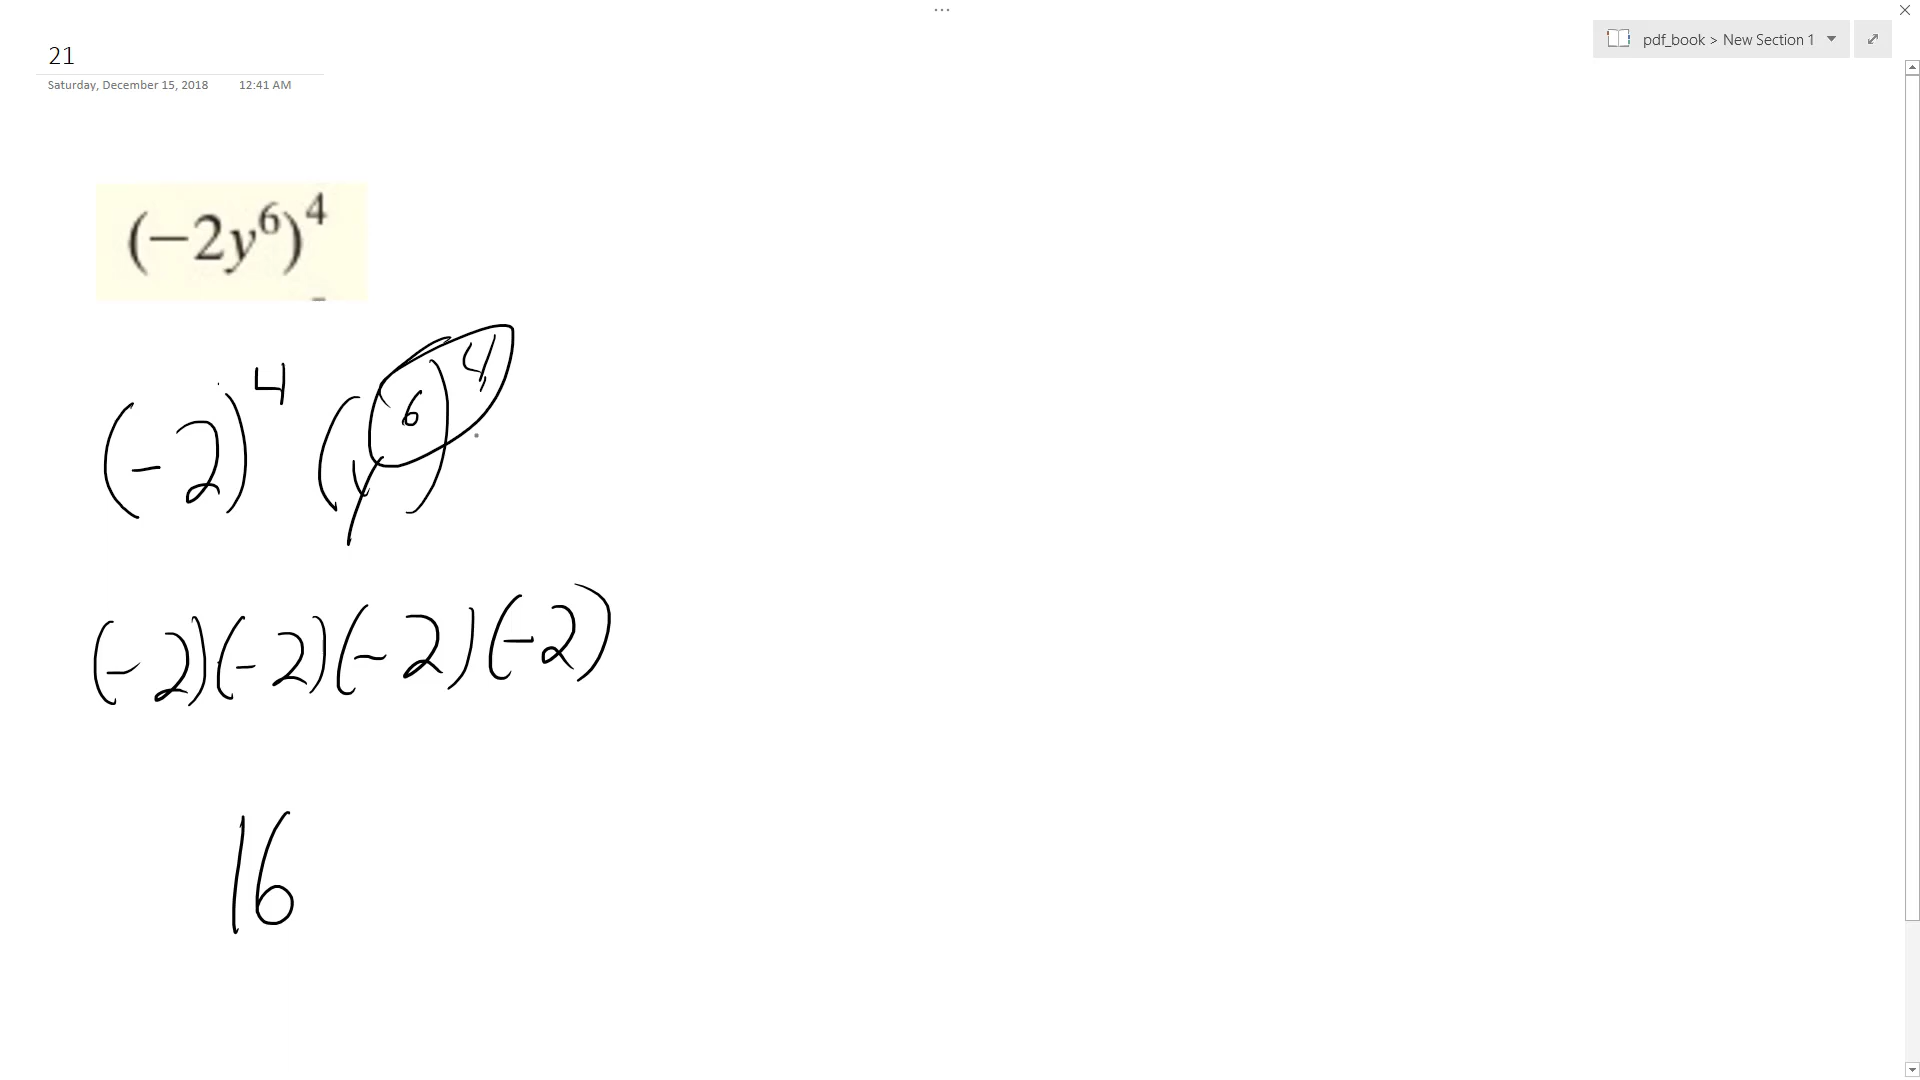 ...
pdf_book > New Section 1
21
Saturday, December 15, 2018 12:41 AM
(−2y⁶)⁴
(-2)⁴ (y⁶)⁴
(-2)(-2)(-2)(-2)
16